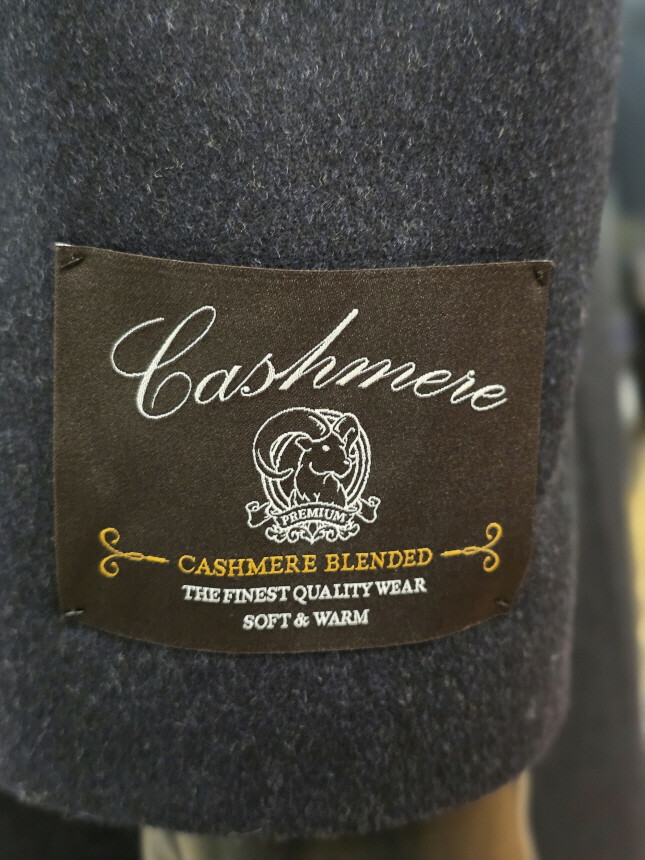 Cashmere
PREMIUM
CASHMERE BLENDED
THE FINEST QUALITY WEAR
SOFT & WARM